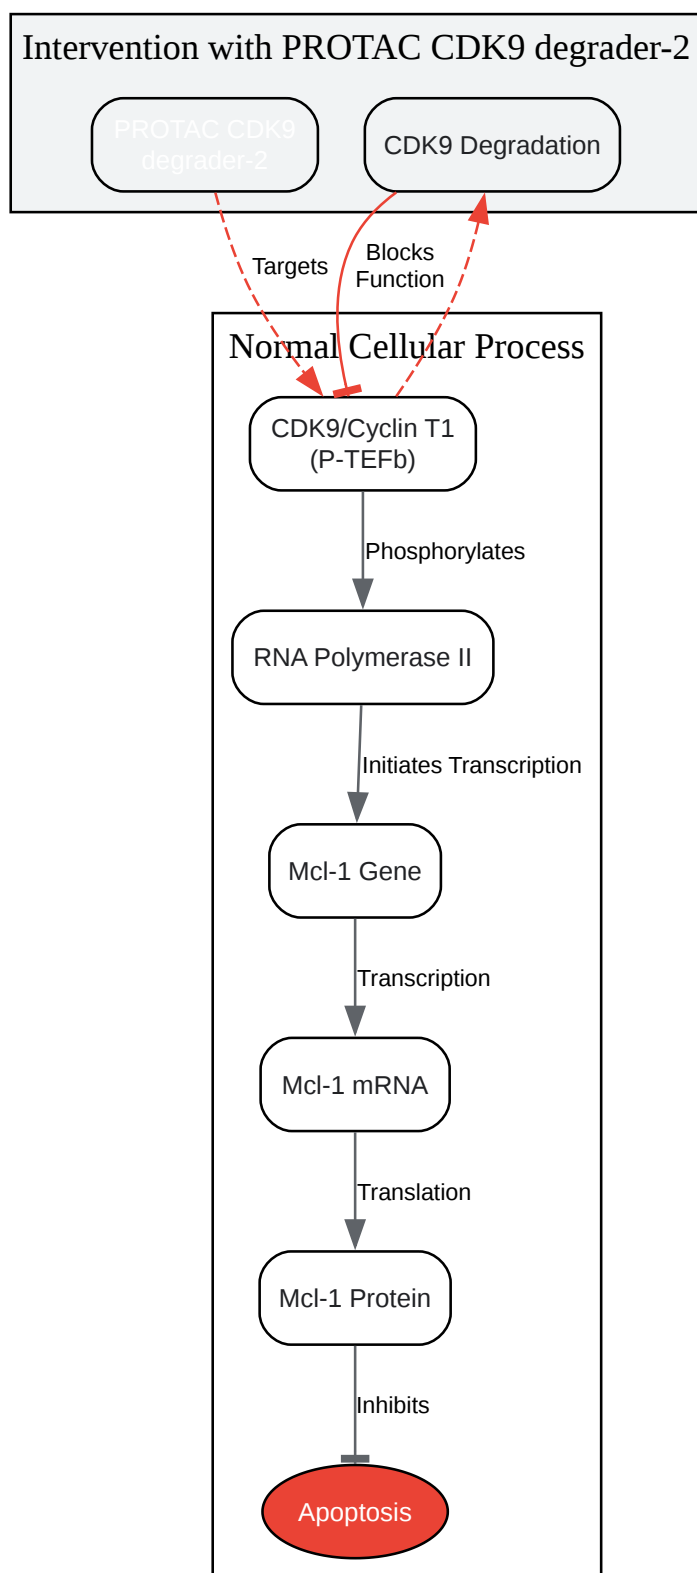 Intervention with PROTAC CDK9 degrader-2
PROTAC CDK9
degrader-2
CDK9 Degradation
Targets
Blocks
Function
Normal Cellular Process
CDK9/Cyclin T1
(P-TEFb)
Phosphorylates
RNA Polymerase II
Initiates Transcription
Mcl-1 Gene
Transcription
Mcl-1 mRNA
Translation
Mcl-1 Protein
Inhibits
Apoptosis